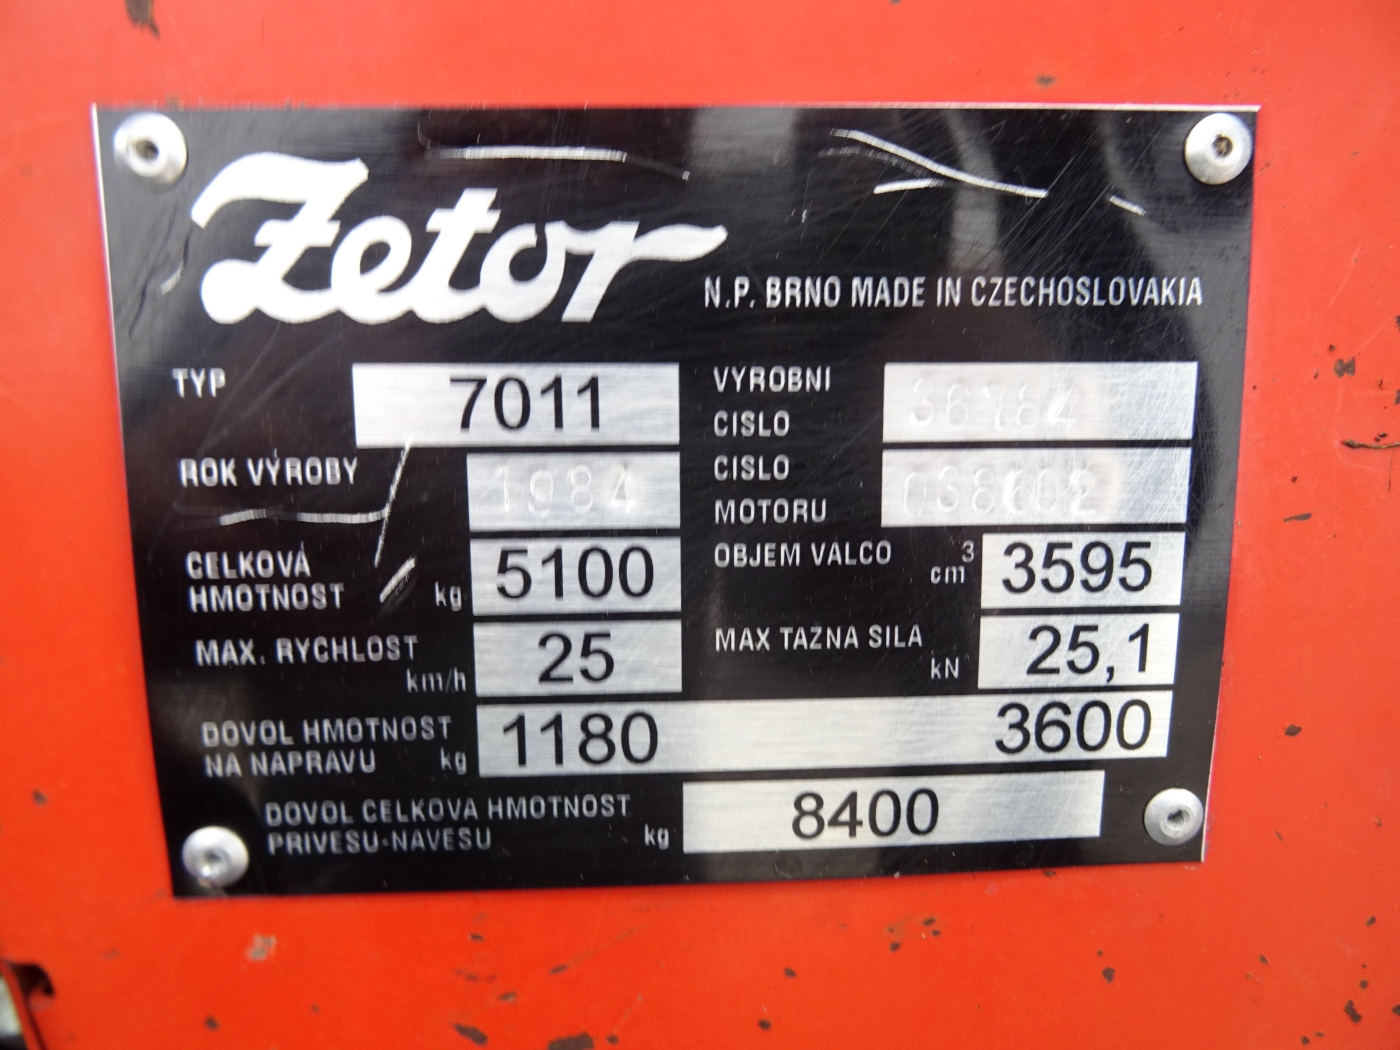 Zetor
N.P. BRNO MADE IN CZECHOSLOVAKIA
TYP 7011
VYROBNI CISLO 36784
ROK VÝROBY 1984
CISLO MOTORU 038602
CELKOVÁ HMOTNOST kg 5100
OBJEM VALCO cm3 3595
MAX. RYCHLOST km/h 25
MAX TAZNA SILA kN 25,1
DOVOL HMOTNOST NA NAPRAVU kg 1180 3600
DOVOL CELKOVA HMOTNOST PRIVESU-NAVESU kg 8400